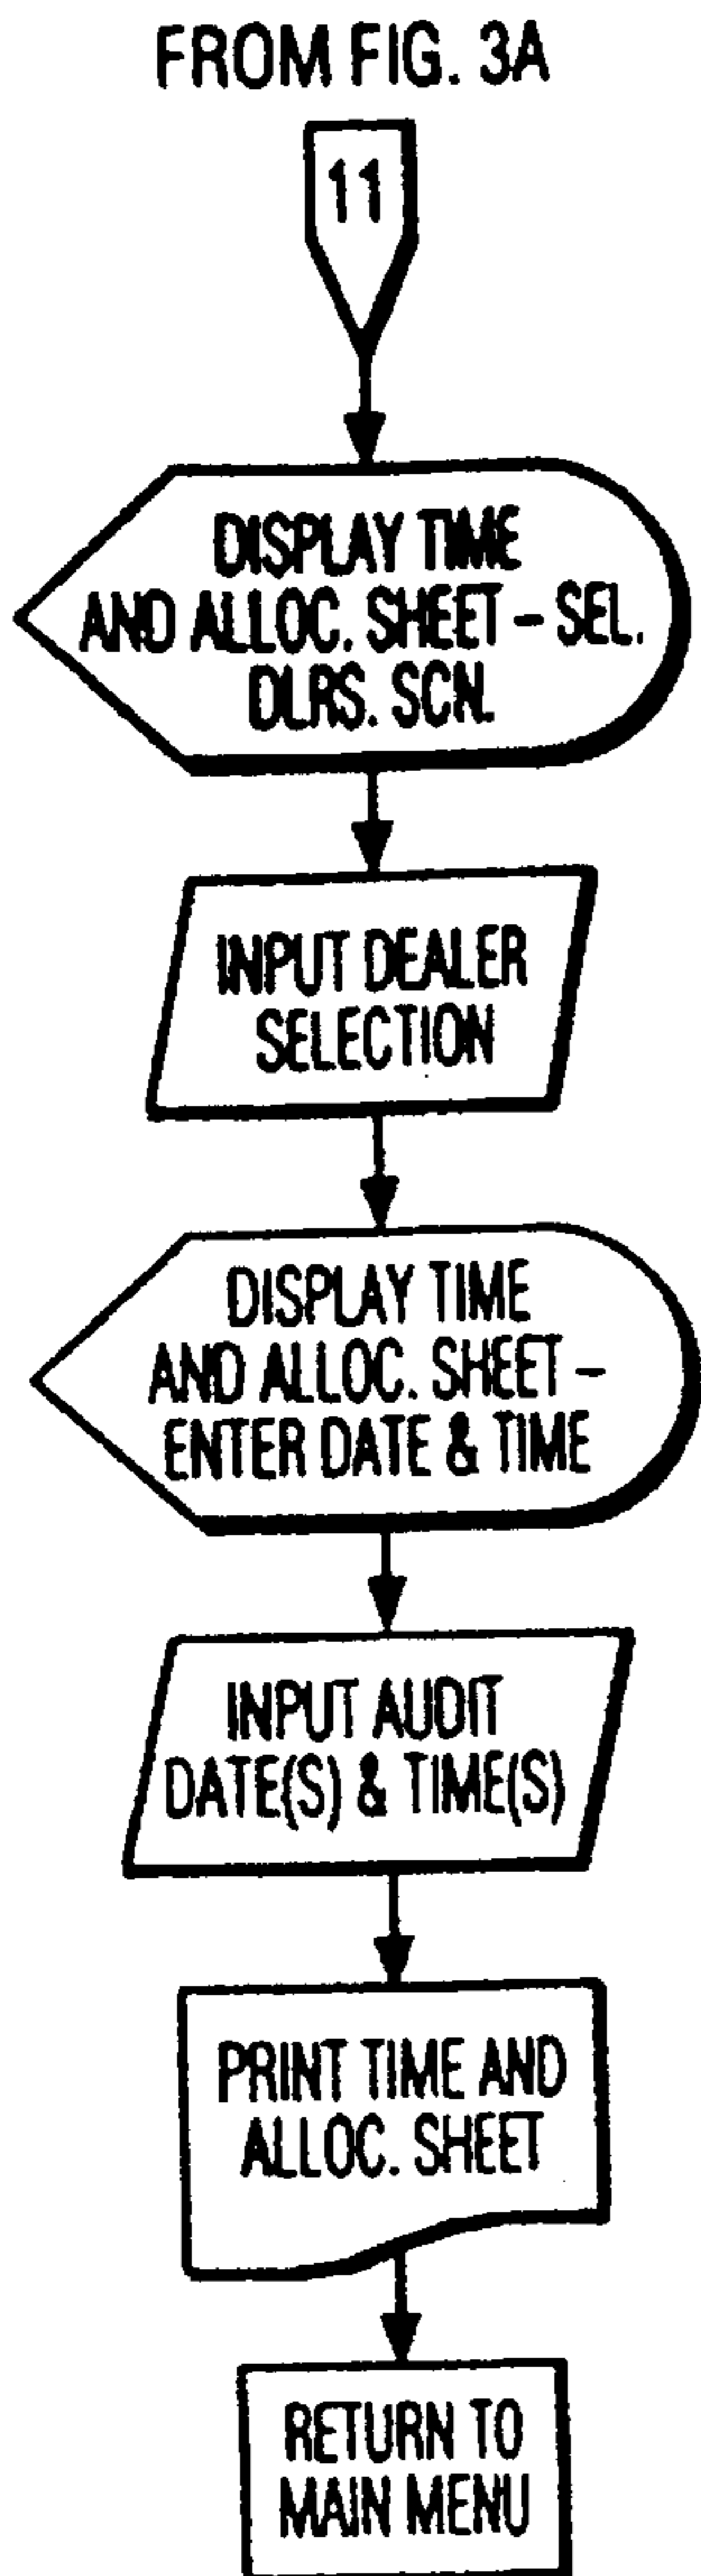 FROM FIG. 3A
11
DISPLAY TIME
AND ALLOC. SHEET – SEL.
DLRS. SCN.
INPUT DEALER
SELECTION
DISPLAY TIME
AND ALLOC. SHEET –
ENTER DATE & TIME
INPUT AUDIT
DATE(S) & TIME(S)
PRINT TIME AND
ALLOC. SHEET
RETURN TO
MAIN MENU